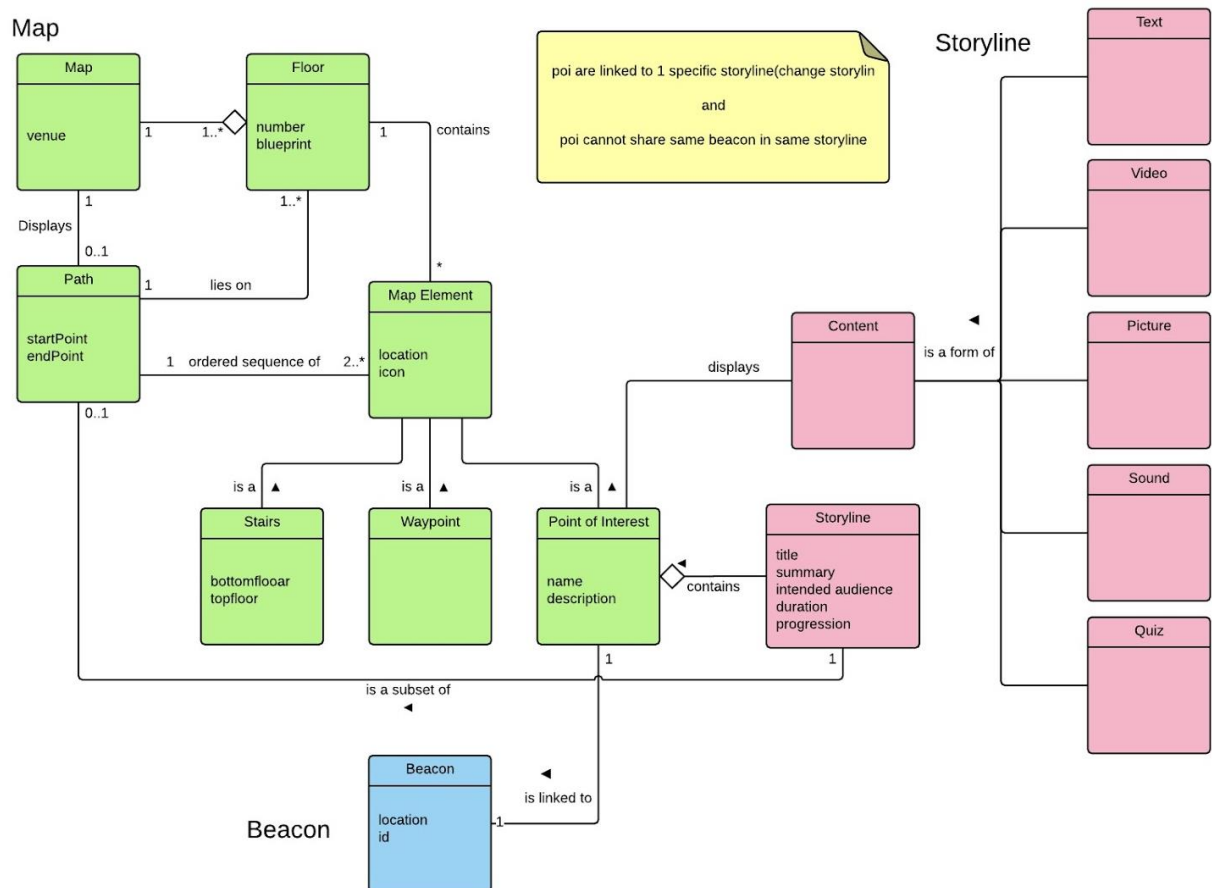 Map
Storyline
Map
venue
1
1..*
Floor
number
blueprint
1
contains
*
poi are linked to 1 specific storyline(change storylin
and
poi cannot share same beacon in same storyline
Text
Video
Picture
Sound
Quiz
1
Displays
0..1
1..*
Path
startPoint
endPoint
1
lies on
1
ordered sequence of
2..*
0..1
Map Element
location
icon
displays
Content
◄
is a form of
is a ▲
is a ▲
is a ▲
Stairs
bottomflooar
topfloor
Waypoint
Point of Interest
name
description
◄
contains
Storyline
title
summary
intended audience
duration
progression
1
1
is a subset of
◄
Beacon
location
id
1
◄
is linked to
Beacon